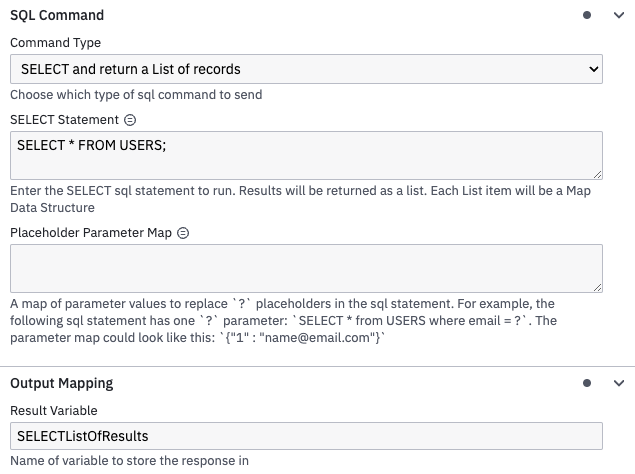 SQL Command
Command Type
SELECT and return a List of records
Choose which type of sql command to send
SELECT Statement
SELECT * FROM USERS;
Enter the SELECT sql statement to run. Results will be returned as a list. Each List item will be a Map
Data Structure
Placeholder Parameter Map
A map of parameter values to replace `?` placeholders in the sql statement. For example, the
following sql statement has one `?` parameter: `SELECT * from USERS where email = ?`. The
parameter map could look like this: `{"1" : "name@email.com"}`
Output Mapping
Result Variable
SELECTListOfResults
Name of variable to store the response in